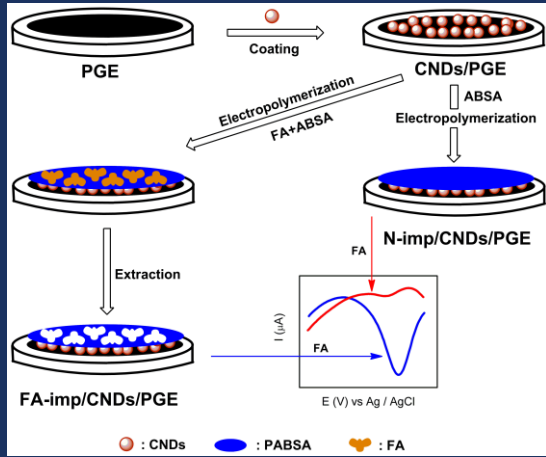 PGE
Coating
CNDs/PGE
Electropolymerization
FA+ABSA
ABSA
Electropolymerization
N-imp/CNDs/PGE
Extraction
FA
I (µA)
FA
E (V) vs Ag / AgCl
FA-imp/CNDs/PGE
: CNDs : PABSA : FA